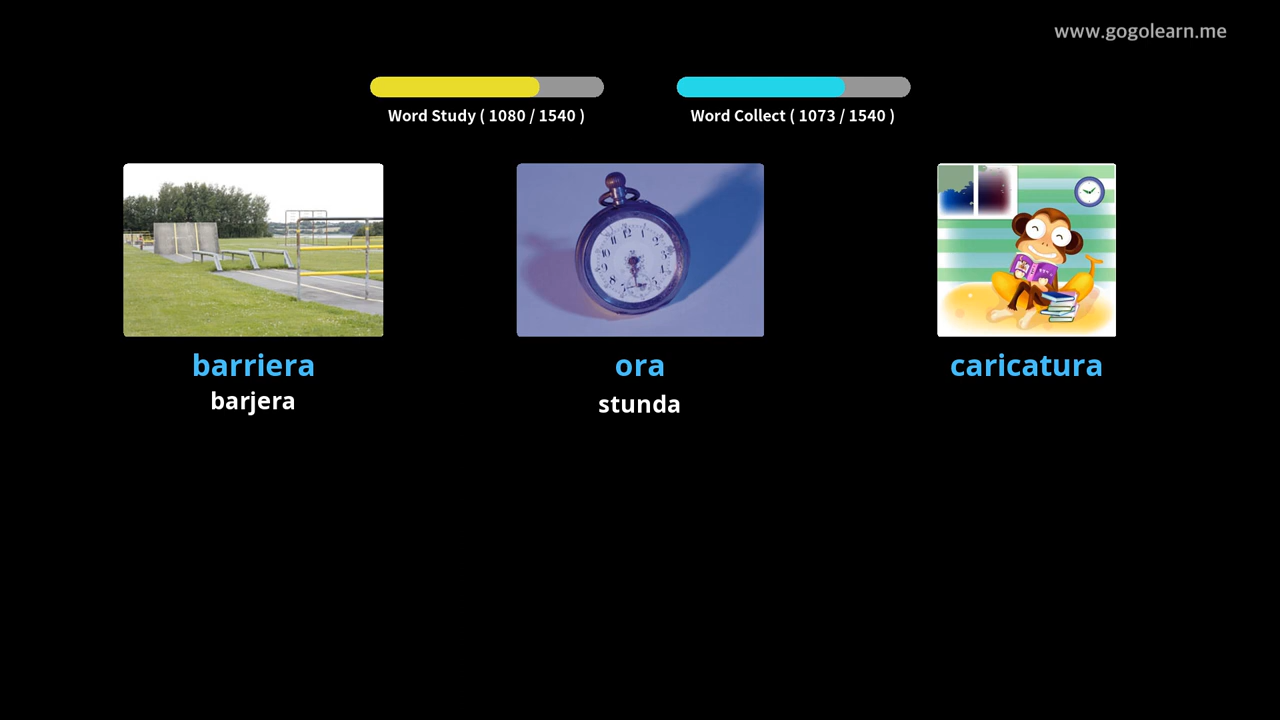 www.gogolearn.me
Word Study ( 1080 / 1540 )
Word Collect ( 1073 / 1540 )
barriera
barjera
ora
stunda
caricatura